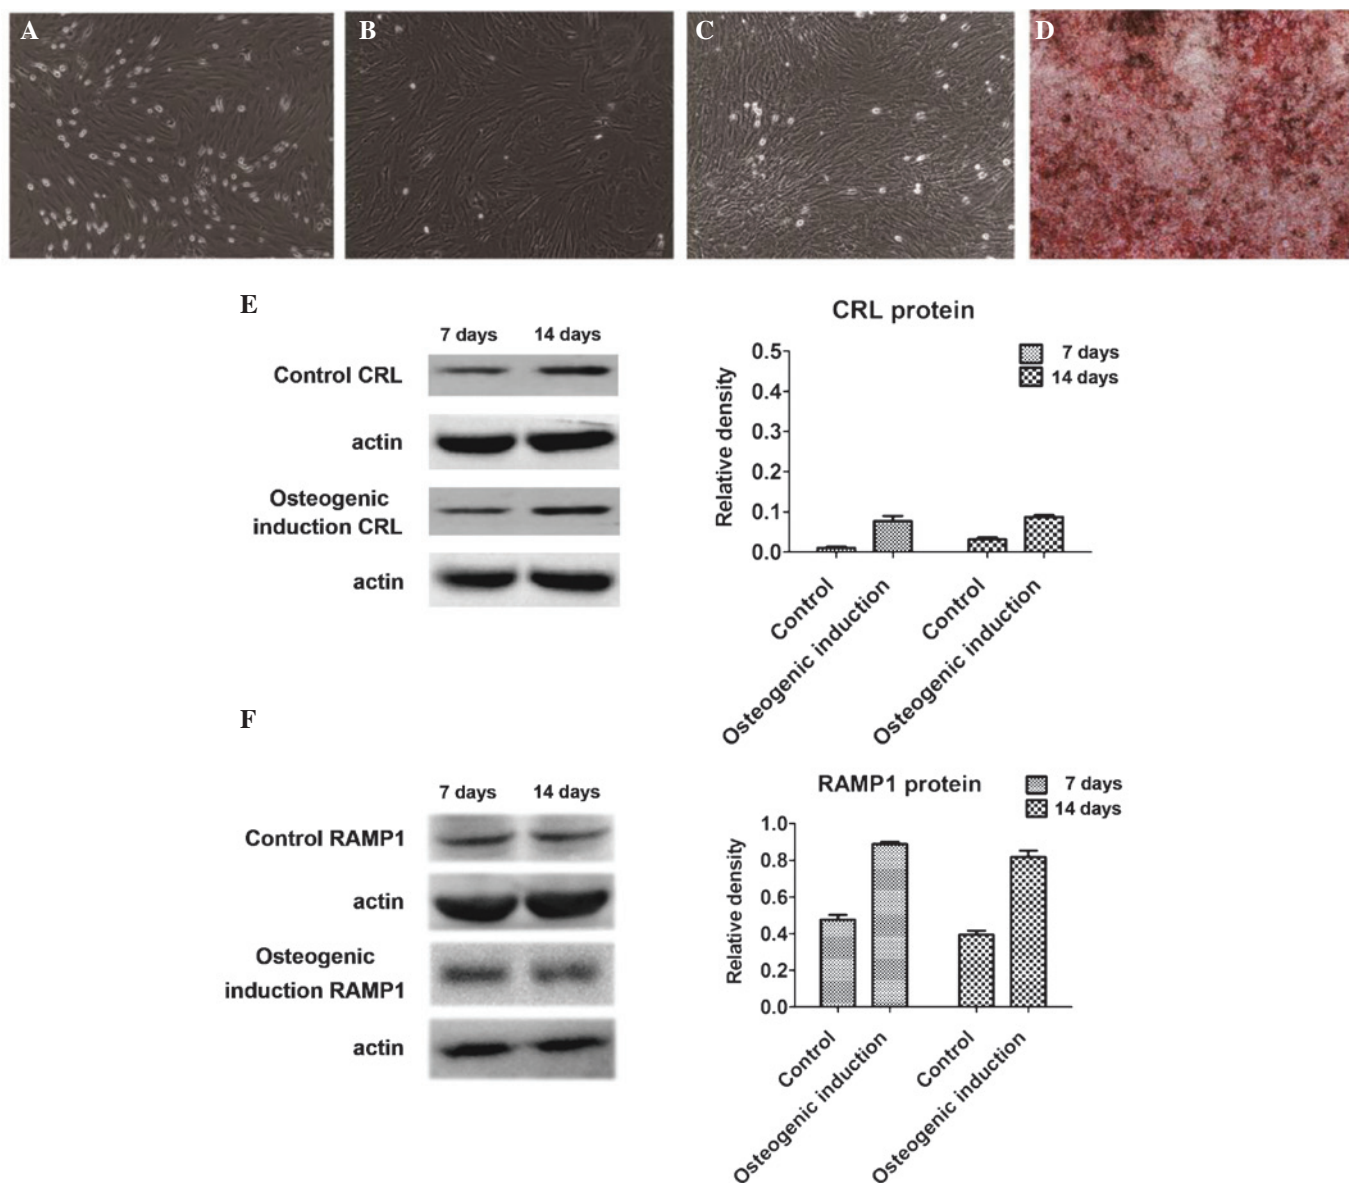 A
B
C
D
E
7 days
14 days
Control CRL
actin
Osteogenic
induction CRL
actin
CRL protein
7 days
14 days
Relative density
0.5
0.4
0.3
0.2
0.1
0.0
Control
Osteogenic induction
Control
Osteogenic induction
F
7 days
14 days
Control RAMP1
actin
Osteogenic
induction RAMP1
actin
RAMP1 protein
7 days
14 days
Relative density
1.0
0.8
0.6
0.4
0.2
0.0
Control
Osteogenic induction
Control
Osteogenic induction